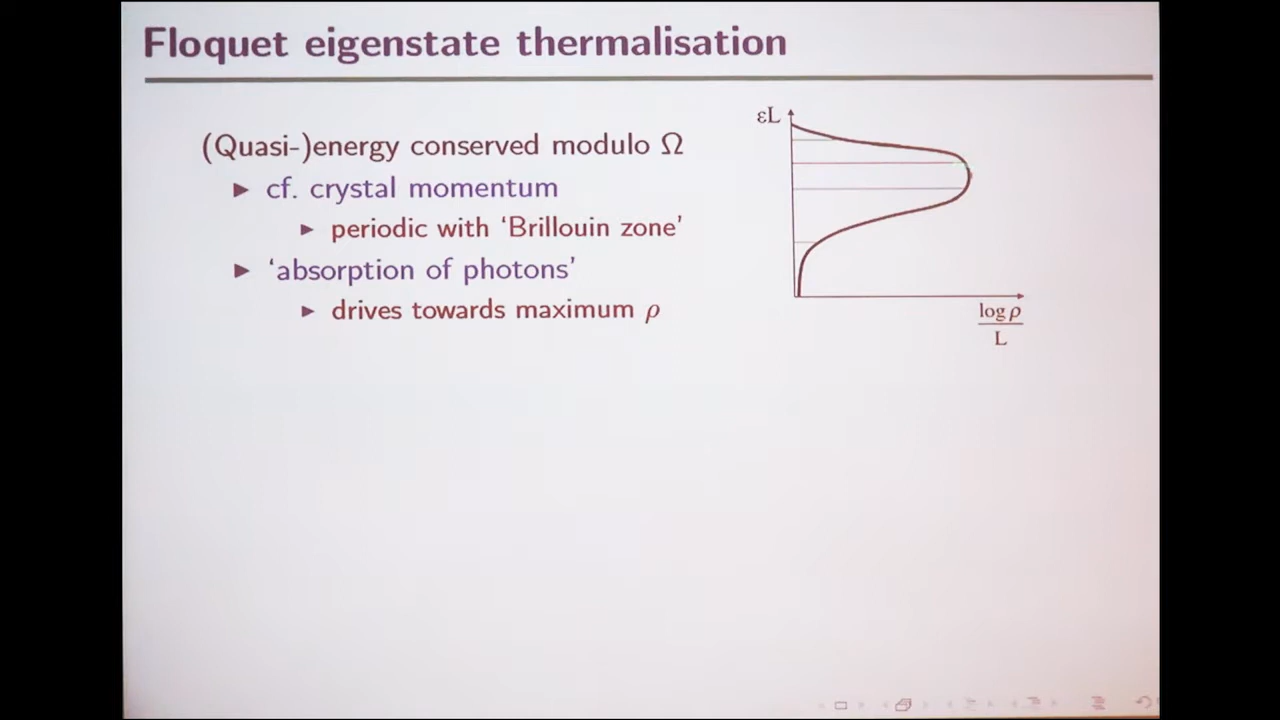 Floquet eigenstate thermalisation
(Quasi-)energy conserved modulo Ω
▶ cf. crystal momentum
▶ periodic with ‘Brillouin zone’
▶ ‘absorption of photons’
▶ drives towards maximum ρ
εL
log ρ
L